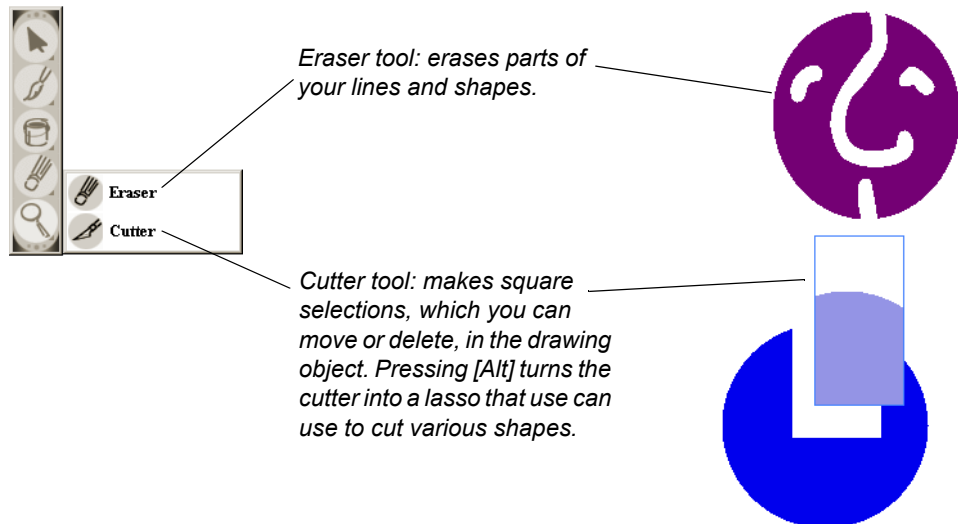 Eraser tool: erases parts of
your lines and shapes.
Eraser
Cutter
Cutter tool: makes square
selections, which you can
move or delete, in the drawing
object. Pressing [Alt] turns the
cutter into a lasso that use can
use to cut various shapes.